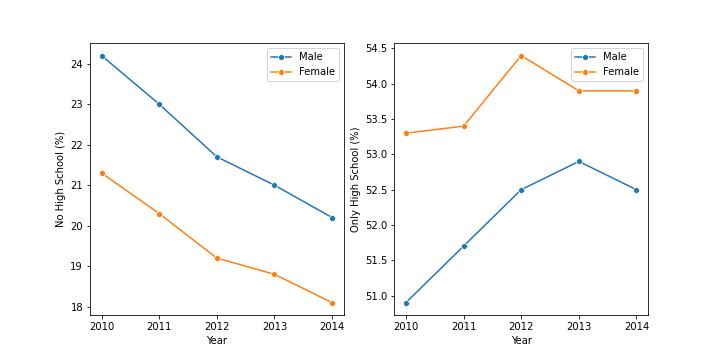 No High School (%)
24
23
22
21
20
19
18
2010 2011 2012 2013 2014
Year
Male
Female
Only High School (%)
54.5
54.0
53.5
53.0
52.5
52.0
51.5
51.0
2010 2011 2012 2013 2014
Year
Male
Female